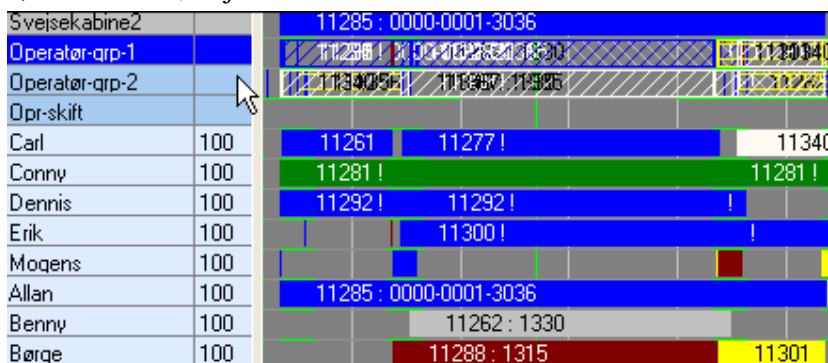 Svejsekabine2 11285 : 0000-0001-3036
Operatør-grp-1
Operatør-grp-2
Opr-skift
Carl 100 11261 11277 ! 11340
Conny 100 11281 ! 11281 !
Dennis 100 11292 ! 11292 ! !
Erik 100 11300 ! !
Mogens 100
Allan 100 11285 : 0000-0001-3036
Benny 100 11262 : 1330
Børge 100 11288 : 1315 11301